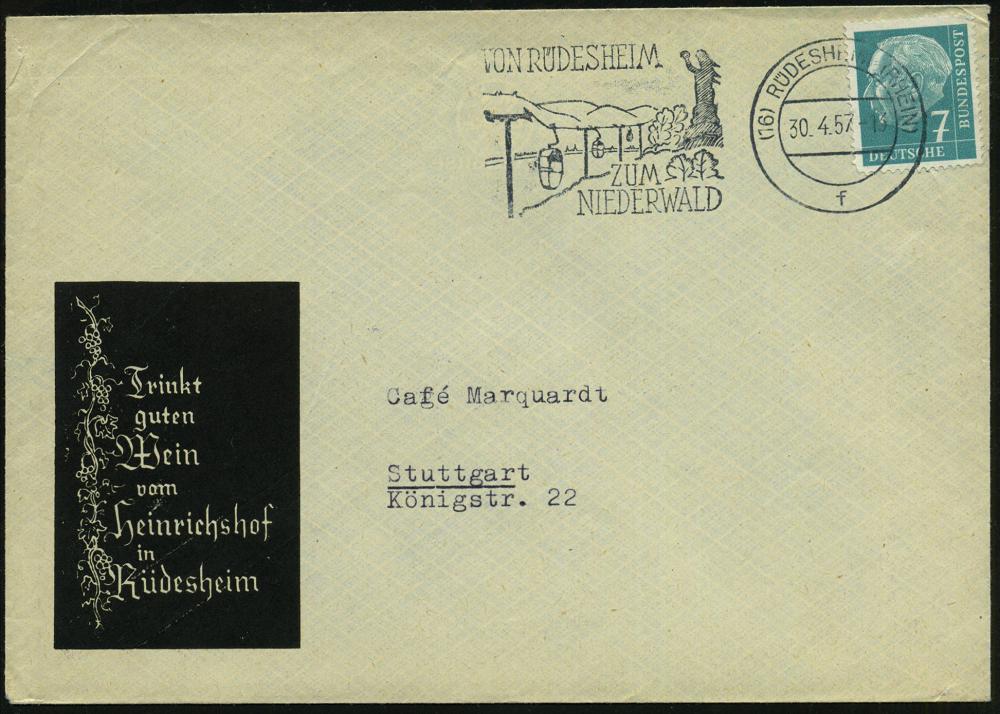 VON RÜDESHEIM
ZUM
NIEDERWALD
(16) RÜDESHEIM (RHEIN)
30. 4. 57
f
7
BUNDESPOST
DEUTSCHE
Trinkt
guten
Wein
vom
Heinrichshof
in
Rüdesheim
Café Marquardt
Stuttgart
Königstr. 22